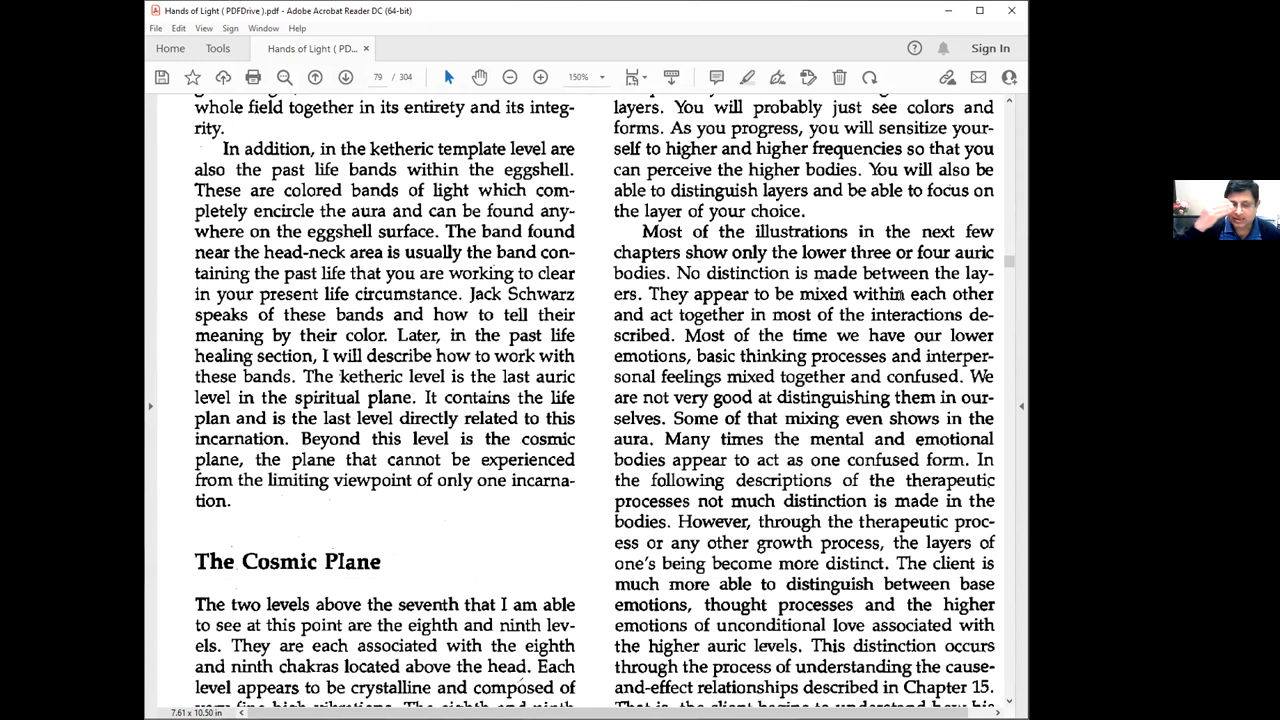 Hands of Light ( PDFDrive ).pdf - Adobe Acrobat Reader DC (64-bit)
File Edit View Sign Window Help
Home Tools Hands of Light ( PD... × Sign In
79 / 304 150%
whole field together in its entirety and its integ-
rity.
In addition, in the ketheric template level are
also the past life bands within the eggshell.
These are colored bands of light which com-
pletely encircle the aura and can be found any-
where on the eggshell surface. The band found
near the head-neck area is usually the band con-
taining the past life that you are working to clear
in your present life circumstance. Jack Schwarz
speaks of these bands and how to tell their
meaning by their color. Later, in the past life
healing section, I will describe how to work with
these bands. The ketheric level is the last auric
level in the spiritual plane. It contains the life
plan and is the last level directly related to this
incarnation. Beyond this level is the cosmic
plane, the plane that cannot be experienced
from the limiting viewpoint of only one incarna-
tion.
The Cosmic Plane
The two levels above the seventh that I am able
to see at this point are the eighth and ninth lev-
els. They are each associated with the eighth
and ninth chakras located above the head. Each
level appears to be crystalline and composed of
very fine high vibrations. The eighth and ninth
layers. You will probably just see colors and
forms. As you progress, you will sensitize your-
self to higher and higher frequencies so that you
can perceive the higher bodies. You will also be
able to distinguish layers and be able to focus on
the layer of your choice.
Most of the illustrations in the next few
chapters show only the lower three or four auric
bodies. No distinction is made between the lay-
ers. They appear to be mixed within each other
and act together in most of the interactions de-
scribed. Most of the time we have our lower
emotions, basic thinking processes and interper-
sonal feelings mixed together and confused. We
are not very good at distinguishing them in our-
selves. Some of that mixing even shows in the
aura. Many times the mental and emotional
bodies appear to act as one confused form. In
the following descriptions of the therapeutic
processes not much distinction is made in the
bodies. However, through the therapeutic proc-
ess or any other growth process, the layers of
one's being become more distinct. The client is
much more able to distinguish between base
emotions, thought processes and the higher
emotions of unconditional love associated with
the higher auric levels. This distinction occurs
through the process of understanding the cause-
and-effect relationships described in Chapter 15.
That is, the client begins to understand how his
7.61 x 10.50 in